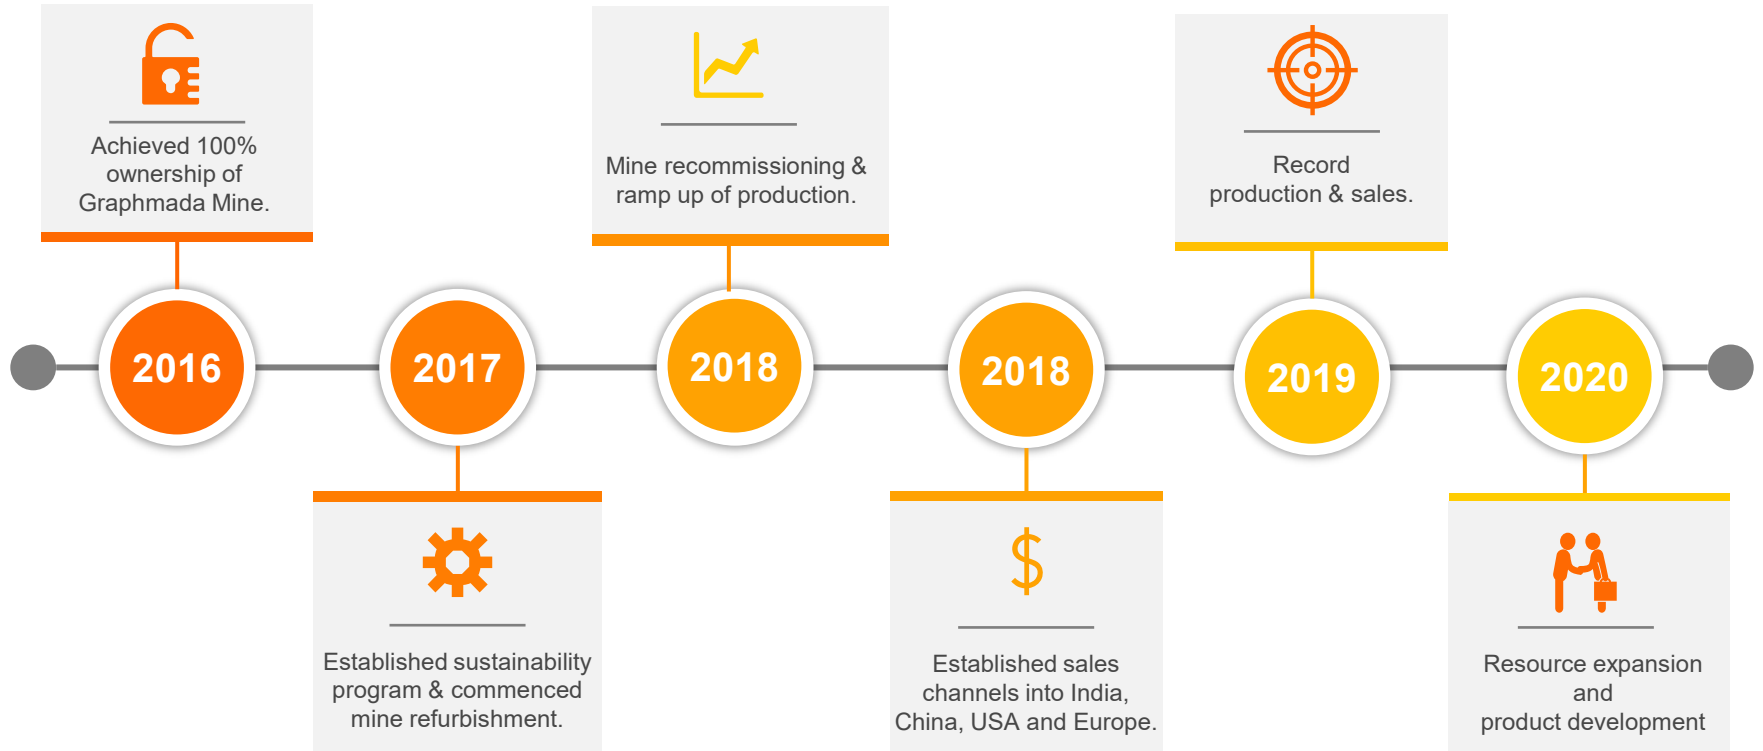 Achieved 100%
ownership of
Graphmada Mine.
Mine recommissioning &
ramp up of production.
Record
production & sales.
2016
2017
2018
2018
2019
2020
Established sustainability
program & commenced
mine refurbishment.
$
Established sales
channels into India,
China, USA and Europe.
Resource expansion
and
product development